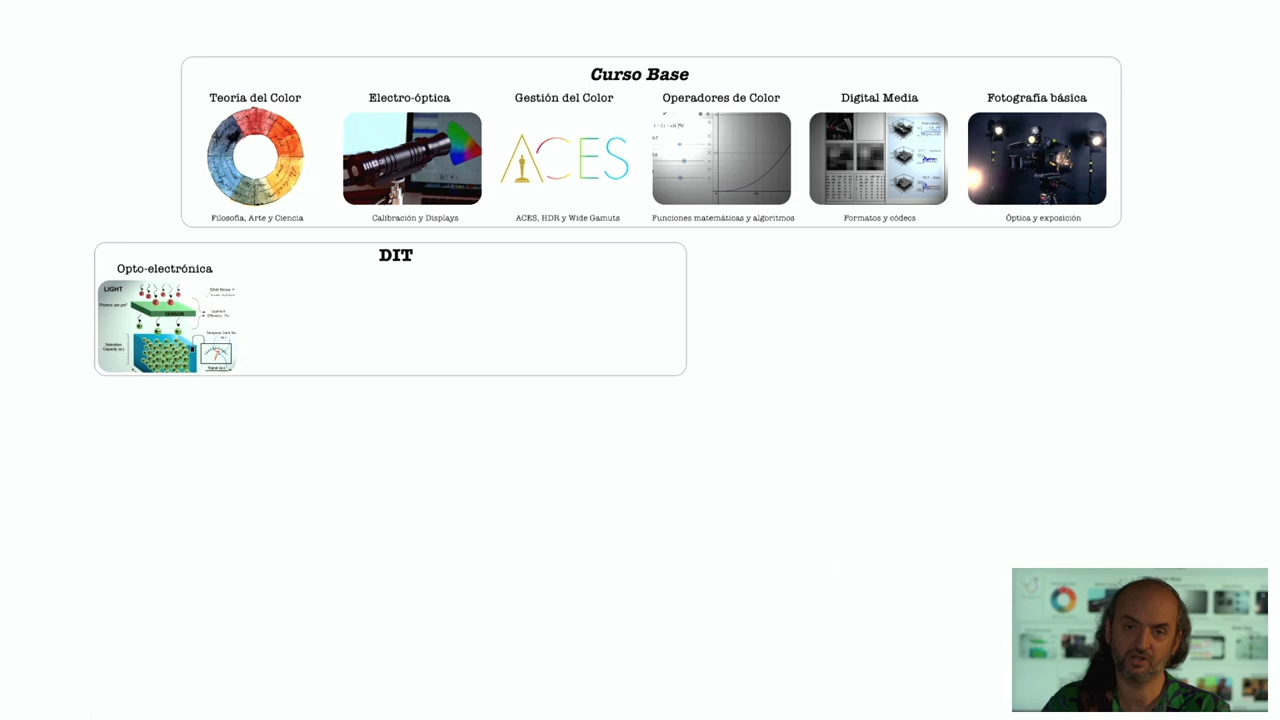 Curso Base
Teoría del Color
Electro-óptica
Gestión del Color
Operadores de Color
Digital Media
Fotografía básica
ACES
Filosofía, Arte y Ciencia
Calibración y Displays
ACES, HDR y Wide Gamuts
Funciones matemáticas y algoritmos
Formatos y códecs
Óptica y exposición
DIT
Opto-electrónica
LIGHT
SENSOR